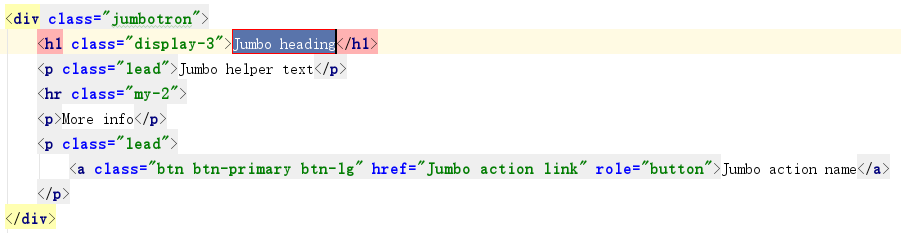 <div class="jumbotron">
<h1 class="display-3">Jumbo heading</h1>
<p class="lead">Jumbo helper text</p>
<hr class="my-2">
<p>More info</p>
<p class="lead">
<a class="btn btn-primary btn-lg" href="Jumbo action link" role="button">Jumbo action name</a>
</p>
</div>